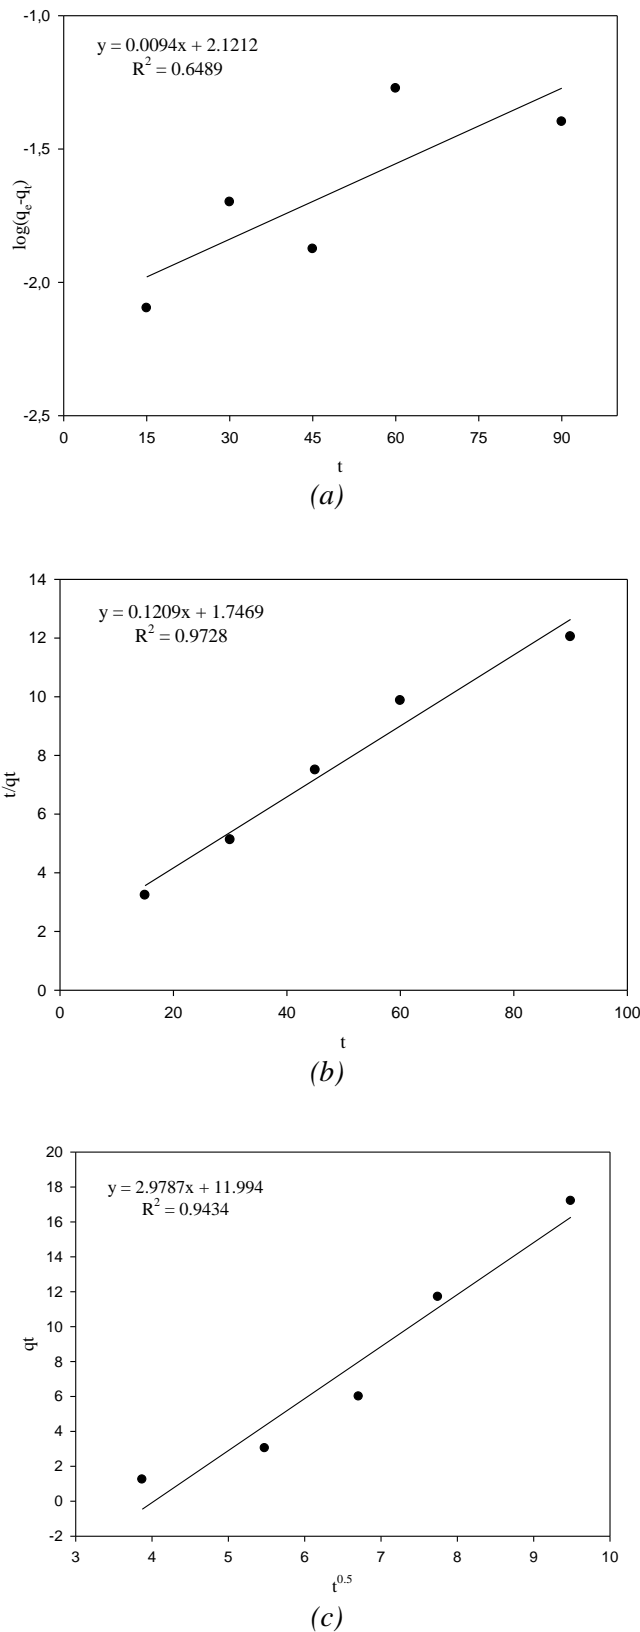 -1,0
y = 0.0094x + 2.1212
R² = 0.6489
-1,5
log(qₑ-qₜ)
-2,0
-2,5
0 15 30 45 60 75 90
t
(a)
14
y = 0.1209x + 1.7469
R² = 0.9728
12
10
8
t/qt
6
4
2
0
0 20 40 60 80 100
t
(b)
20
y = 2.9787x + 11.994
R² = 0.9434
18
16
14
12
10
qt
8
6
4
2
0
-2
3 4 5 6 7 8 9 10
t⁰·⁵
(c)